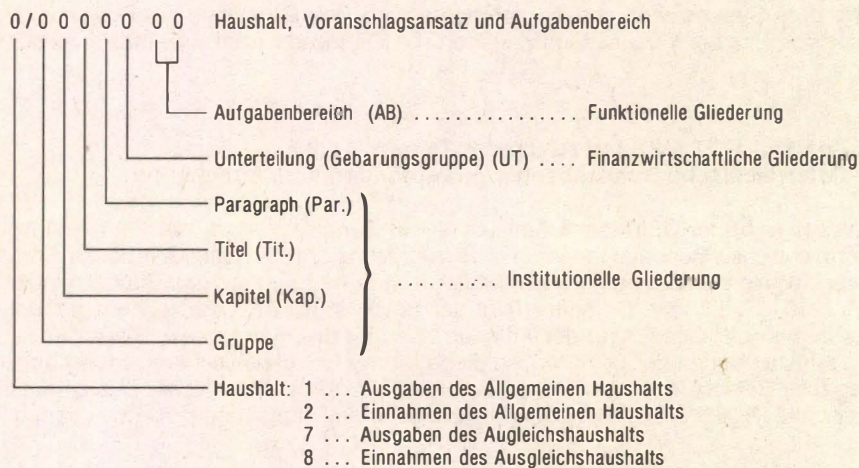 0/0 0 0 0 0 0 0 Haushalt, Voranschlagsansatz und Aufgabenbereich
Aufgabenbereich (AB) ................ Funktionelle Gliederung
Unterteilung (Gebarungsgruppe) (UT) .... Finanzwirtschaftliche Gliederung
Paragraph (Par.)
Titel (Tit.)
.......... Institutionelle Gliederung
Kapitel (Kap.)
Gruppe
Haushalt: 1 ... Ausgaben des Allgemeinen Haushalts
2 ... Einnahmen des Allgemeinen Haushalts
7 ... Ausgaben des Augleichshaushalts
8 ... Einnahmen des Ausgleichshaushalts